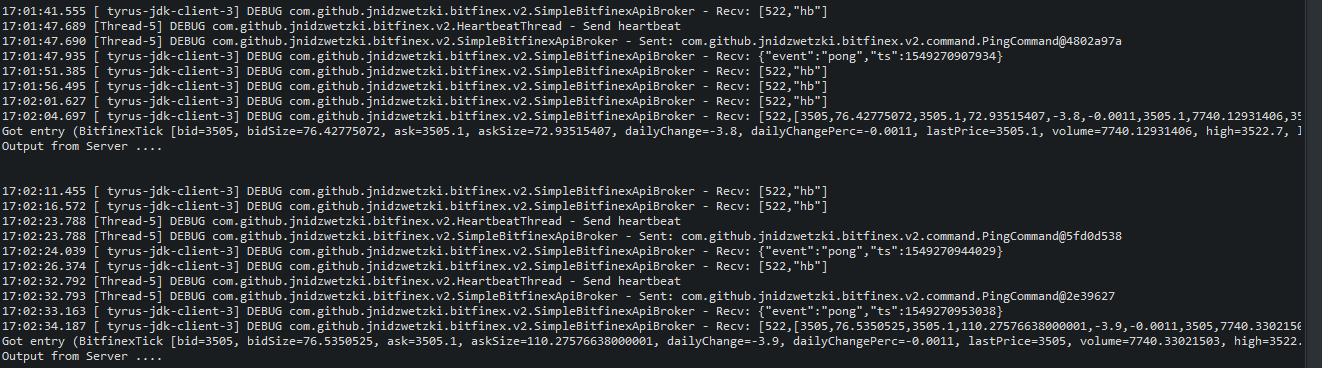 17:01:41.555 [ tyrus-jdk-client-3] DEBUG com.github.jnidzwetzki.bitfinex.v2.SimpleBitfinexApiBroker - Recv: [522,"hb"]
17:01:47.689 [Thread-5] DEBUG com.github.jnidzwetzki.bitfinex.v2.HeartbeatThread - Send heartbeat
17:01:47.690 [Thread-5] DEBUG com.github.jnidzwetzki.bitfinex.v2.SimpleBitfinexApiBroker - Sent: com.github.jnidzwetzki.bitfinex.v2.command.PingCommand@4802a97a
17:01:47.935 [ tyrus-jdk-client-3] DEBUG com.github.jnidzwetzki.bitfinex.v2.SimpleBitfinexApiBroker - Recv: {"event":"pong","ts":1549270907934}
17:01:51.385 [ tyrus-jdk-client-3] DEBUG com.github.jnidzwetzki.bitfinex.v2.SimpleBitfinexApiBroker - Recv: [522,"hb"]
17:01:56.495 [ tyrus-jdk-client-3] DEBUG com.github.jnidzwetzki.bitfinex.v2.SimpleBitfinexApiBroker - Recv: [522,"hb"]
17:02:01.627 [ tyrus-jdk-client-3] DEBUG com.github.jnidzwetzki.bitfinex.v2.SimpleBitfinexApiBroker - Recv: [522,"hb"]
17:02:04.697 [ tyrus-jdk-client-3] DEBUG com.github.jnidzwetzki.bitfinex.v2.SimpleBitfinexApiBroker - Recv: [522,[3505,76.42775072,3505.1,72.93515407,-3.8,-0.0011,3505.1,7740.12931406,35
Got entry (BitfinexTick [bid=3505, bidSize=76.42775072, ask=3505.1, askSize=72.93515407, dailyChange=-3.8, dailyChangePerc=-0.0011, lastPrice=3505.1, volume=7740.12931406, high=3522.7, l
Output from Server ....
17:02:11.455 [ tyrus-jdk-client-3] DEBUG com.github.jnidzwetzki.bitfinex.v2.SimpleBitfinexApiBroker - Recv: [522,"hb"]
17:02:16.572 [ tyrus-jdk-client-3] DEBUG com.github.jnidzwetzki.bitfinex.v2.SimpleBitfinexApiBroker - Recv: [522,"hb"]
17:02:23.788 [Thread-5] DEBUG com.github.jnidzwetzki.bitfinex.v2.HeartbeatThread - Send heartbeat
17:02:23.788 [Thread-5] DEBUG com.github.jnidzwetzki.bitfinex.v2.SimpleBitfinexApiBroker - Sent: com.github.jnidzwetzki.bitfinex.v2.command.PingCommand@5fd0d538
17:02:24.039 [ tyrus-jdk-client-3] DEBUG com.github.jnidzwetzki.bitfinex.v2.SimpleBitfinexApiBroker - Recv: {"event":"pong","ts":1549270944029}
17:02:26.374 [ tyrus-jdk-client-3] DEBUG com.github.jnidzwetzki.bitfinex.v2.SimpleBitfinexApiBroker - Recv: [522,"hb"]
17:02:32.792 [Thread-5] DEBUG com.github.jnidzwetzki.bitfinex.v2.HeartbeatThread - Send heartbeat
17:02:32.793 [Thread-5] DEBUG com.github.jnidzwetzki.bitfinex.v2.SimpleBitfinexApiBroker - Sent: com.github.jnidzwetzki.bitfinex.v2.command.PingCommand@2e39627
17:02:33.163 [ tyrus-jdk-client-3] DEBUG com.github.jnidzwetzki.bitfinex.v2.SimpleBitfinexApiBroker - Recv: {"event":"pong","ts":1549270953038}
17:02:34.187 [ tyrus-jdk-client-3] DEBUG com.github.jnidzwetzki.bitfinex.v2.SimpleBitfinexApiBroker - Recv: [522,[3505,76.5350525,3505.1,110.27576638000001,-3.9,-0.0011,3505,7740.3302150
Got entry (BitfinexTick [bid=3505, bidSize=76.5350525, ask=3505.1, askSize=110.27576638000001, dailyChange=-3.9, dailyChangePerc=-0.0011, lastPrice=3505, volume=7740.33021503, high=3522.
Output from Server ....